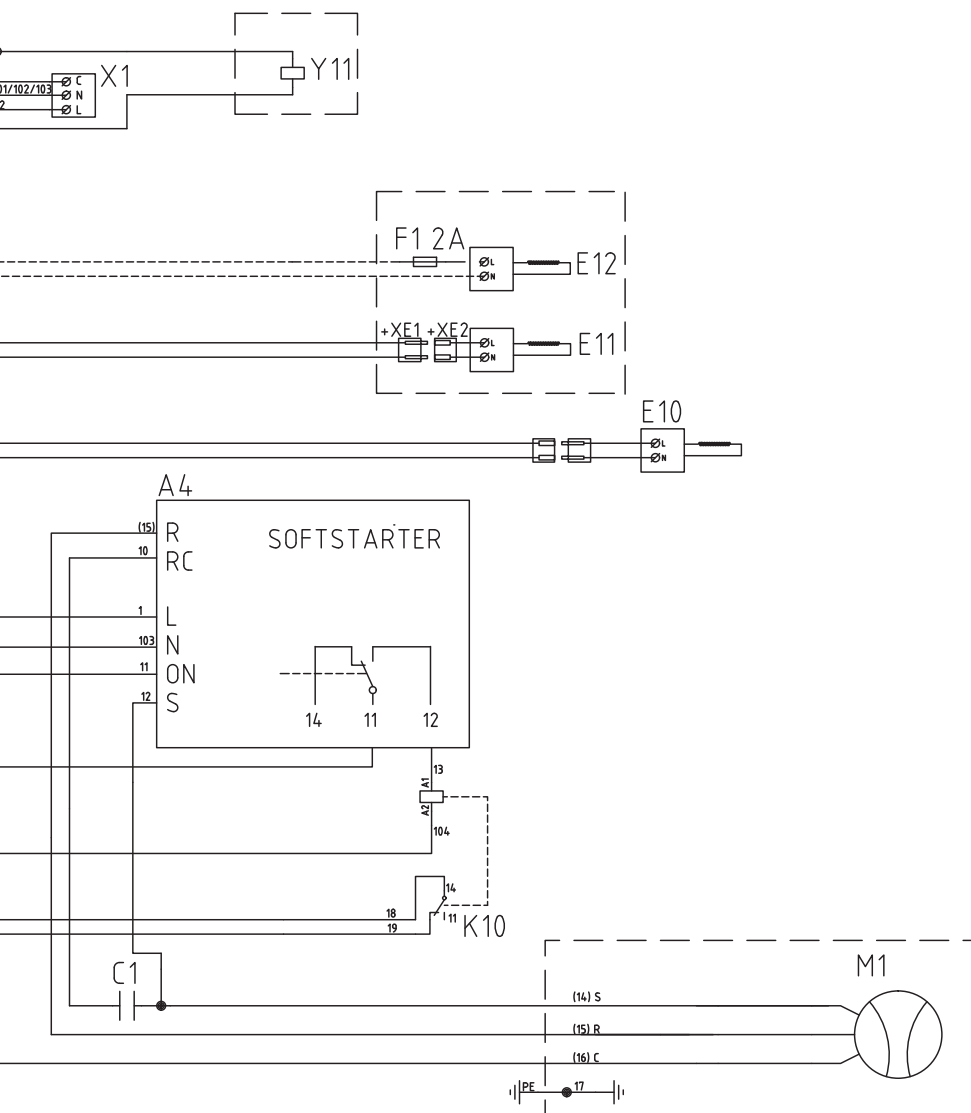 Y11
X1
C
01/102/103 N
2 L
F1 2A
L
N
E12
+XE1 +XE2
L
N
E11
E10
L
N
A4
SOFTSTARTER
(15) R
10 RC
1 L
103 N
11 ON
12 S
14 11 12
13
A1
A2
104
14
18
11
19
K10
C1
M1
(14) S
(15) R
(16) C
PE 17